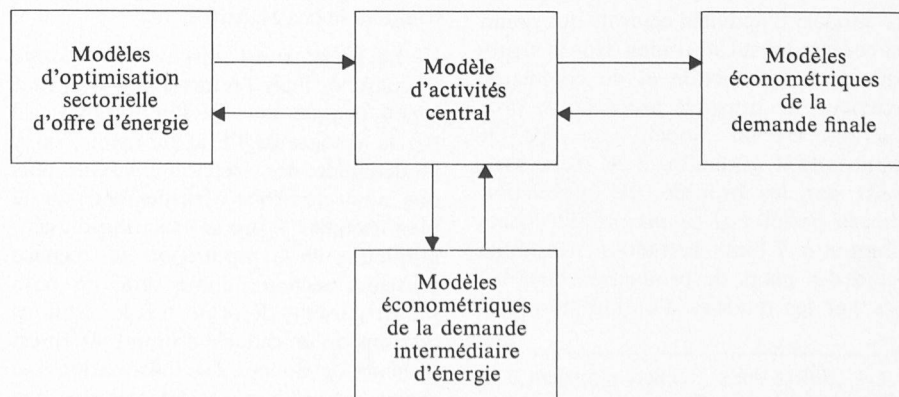 Modèles
d'optimisation
sectorielle
d'offre d'énergie
Modèle
d'activités
central
Modèles
économétriques
de la
demande finale
Modèles
économétriques
de la demande
intermédiaire
d'énergie